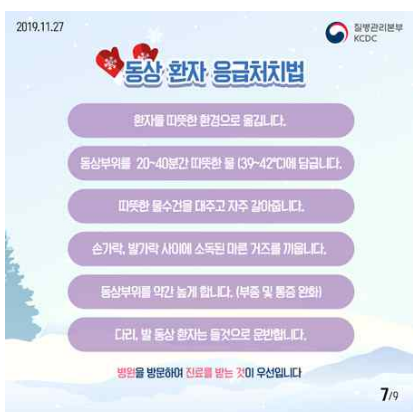 2019.11.27
질병관리본부
KCDC
동상 환자 응급처치법
환자를 따뜻한 환경으로 옮깁니다.
동상부위를 20~40분간 따뜻한 물 (39~42℃)에 담급니다.
따뜻한 물수건을 대주고 자주 갈아줍니다.
손가락, 발가락 사이에 소독된 마른 거즈를 끼웁니다.
동상부위를 약간 높게 합니다. (부종 및 통증 완화)
다리, 발 동상 환자는 들것으로 운반합니다.
병원을 방문하여 진료를 받는 것이 우선입니다
7/9